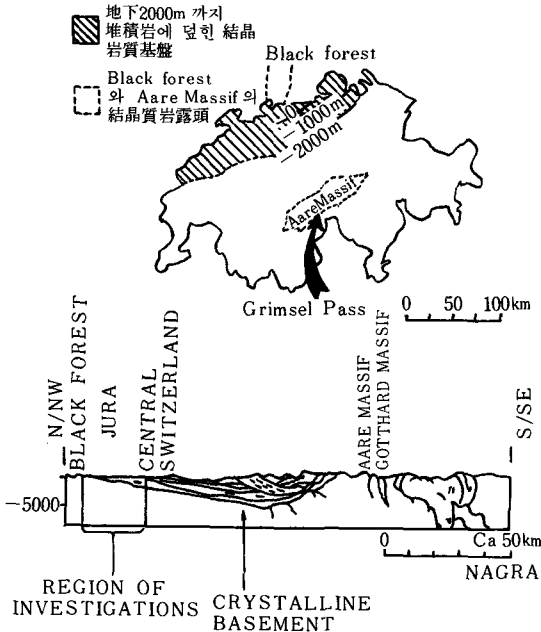 地下2000m 까지
堆積岩에 덮힌 結晶
岩質基盤
Black forest
Black forest
와 Aare Massif 의
結晶質岩露頭
0
-1000m
-2000m
Aare Massif
Grimsel Pass
0 50 100km
N/NW
BLACK FOREST
JURA
CENTRAL
SWITZERLAND
AARE MASSIF
GOTTHARD MASSIF
S/SE
-5000
0 Ca 50km
NAGRA
REGION OF
INVESTIGATIONS
CRYSTALLINE
BASEMENT